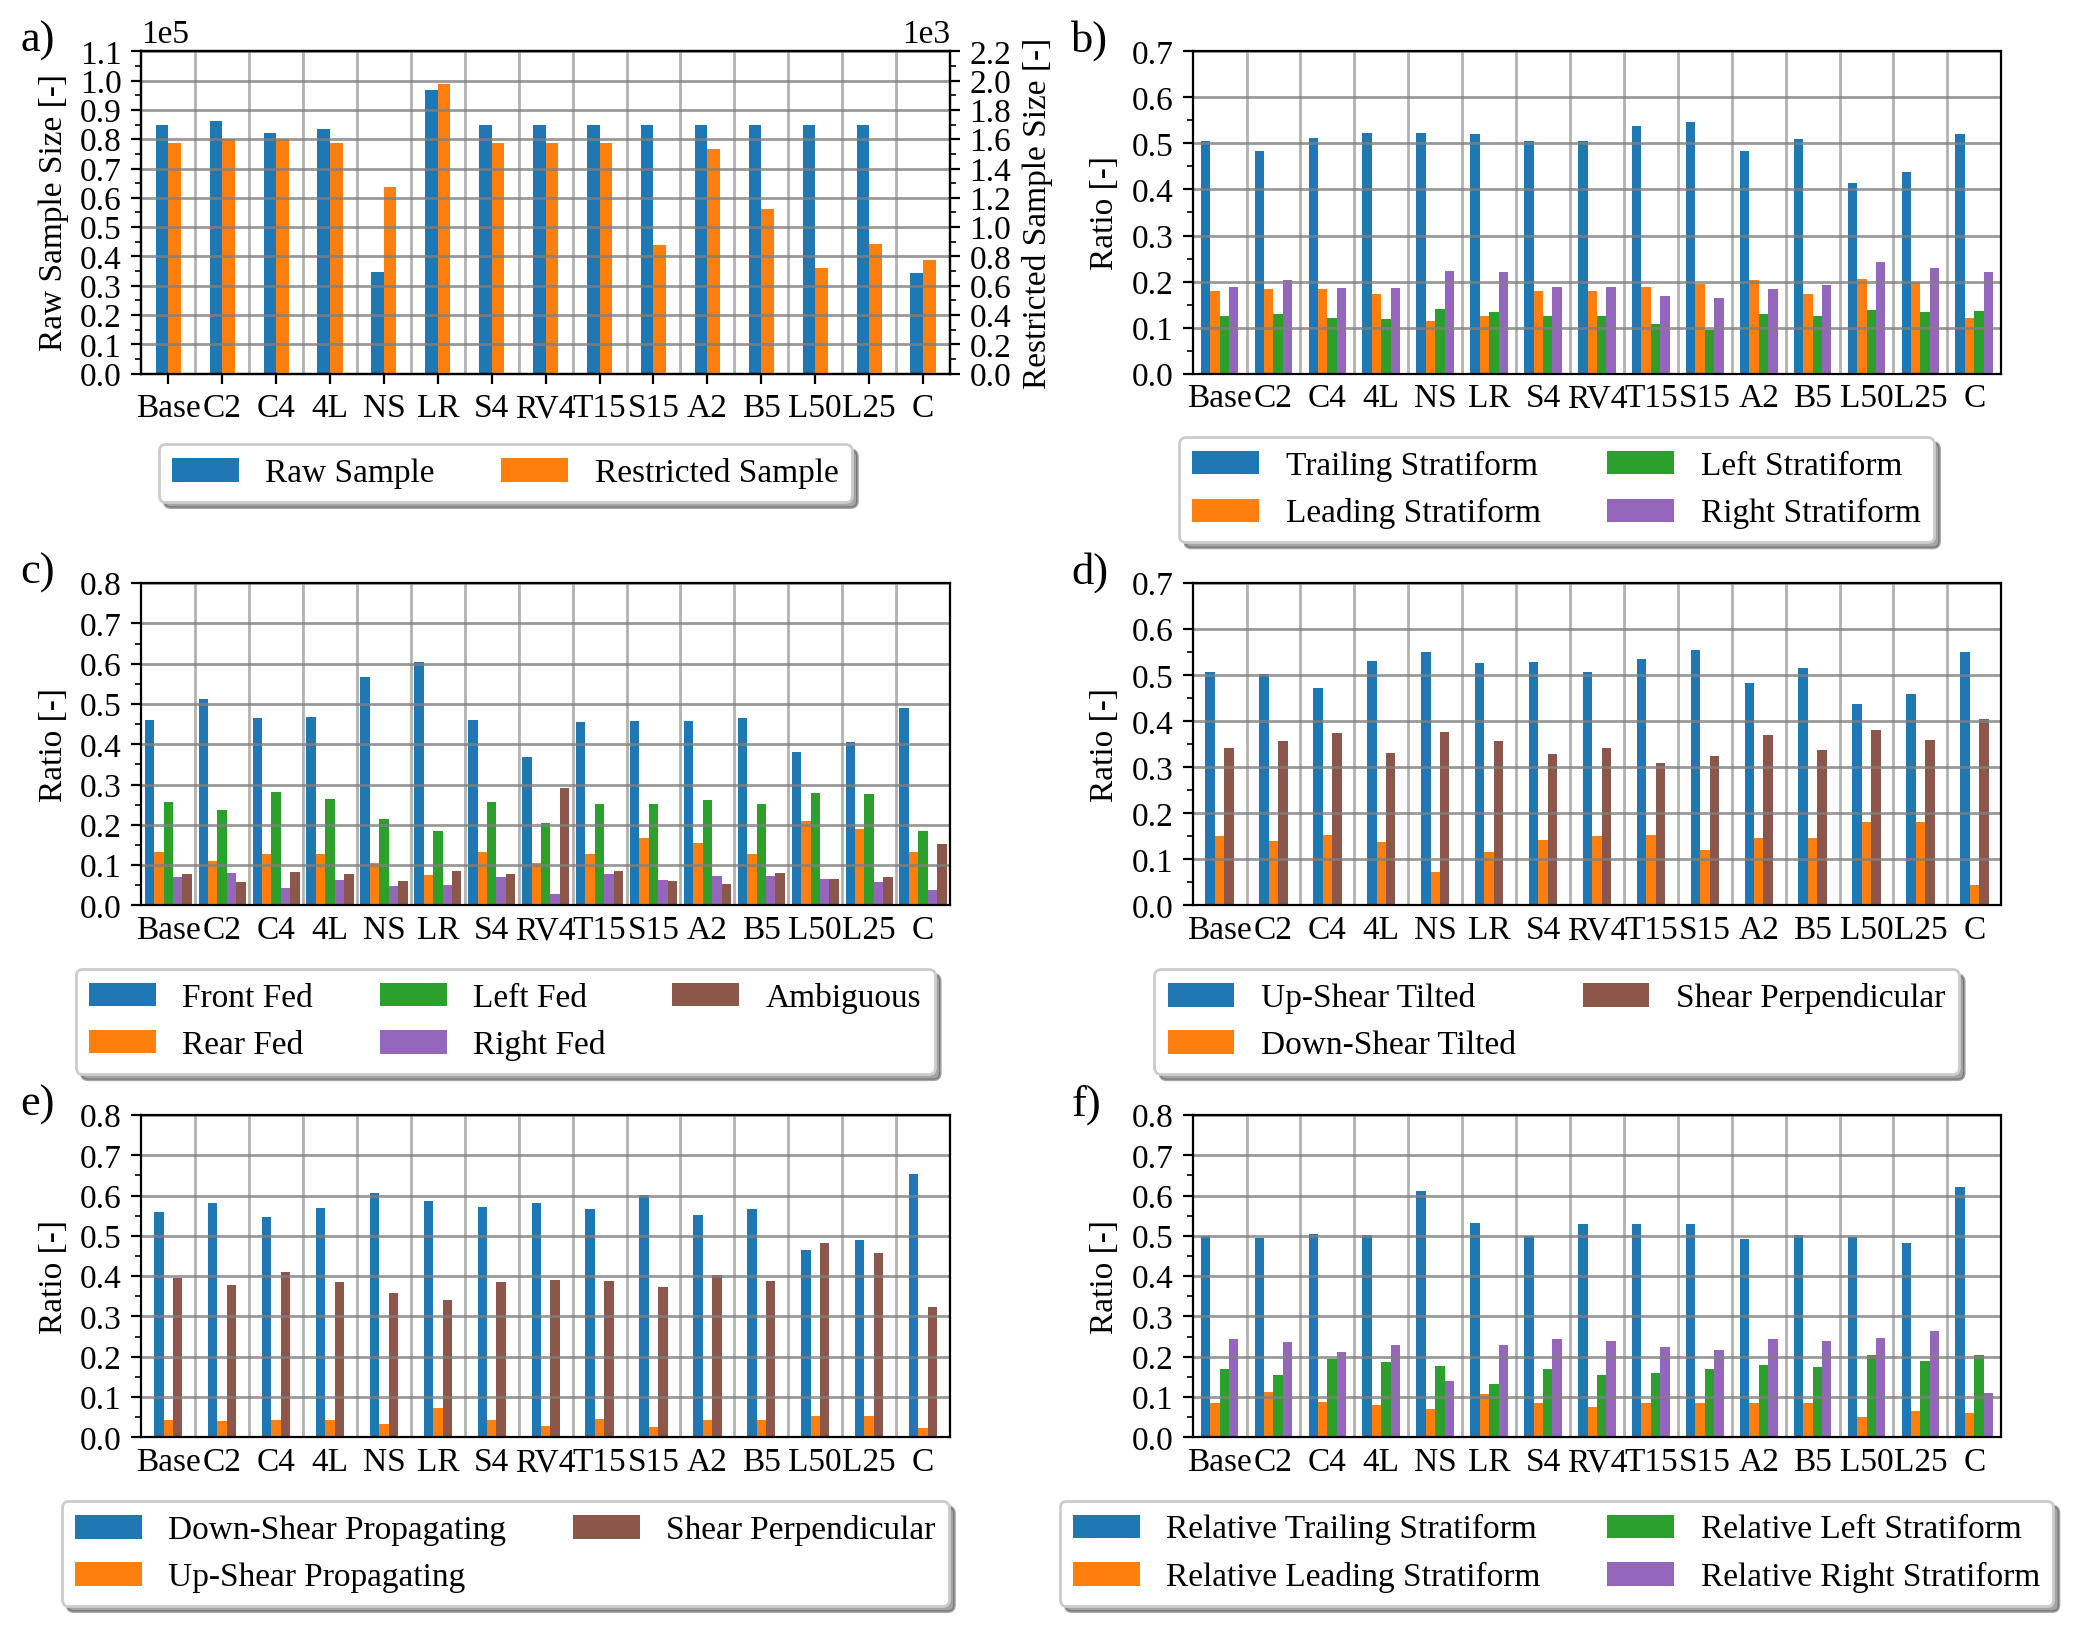 a)
1e5
1e3
1.1
1.0
0.9
0.8
0.7
0.6
0.5
0.4
0.3
0.2
0.1
0.0
Raw Sample Size [-]
2.2
2.0
1.8
1.6
1.4
1.2
1.0
0.8
0.6
0.4
0.2
0.0
Restricted Sample Size [-]
Base C2 C4 4L NS LR S4 RV4 T15 S15 A2 B5 L50 L25 C
Raw Sample Restricted Sample
b)
0.7
0.6
0.5
0.4
0.3
0.2
0.1
0.0
Ratio [-]
Base C2 C4 4L NS LR S4 RV4 T15 S15 A2 B5 L50 L25 C
Trailing Stratiform Left Stratiform
Leading Stratiform Right Stratiform
c)
0.8
0.7
0.6
0.5
0.4
0.3
0.2
0.1
0.0
Ratio [-]
Base C2 C4 4L NS LR S4 RV4 T15 S15 A2 B5 L50 L25 C
Front Fed Left Fed Ambiguous
Rear Fed Right Fed
d)
0.7
0.6
0.5
0.4
0.3
0.2
0.1
0.0
Ratio [-]
Base C2 C4 4L NS LR S4 RV4 T15 S15 A2 B5 L50 L25 C
Up-Shear Tilted Shear Perpendicular
Down-Shear Tilted
e)
0.8
0.7
0.6
0.5
0.4
0.3
0.2
0.1
0.0
Ratio [-]
Base C2 C4 4L NS LR S4 RV4 T15 S15 A2 B5 L50 L25 C
Down-Shear Propagating Shear Perpendicular
Up-Shear Propagating
f)
0.8
0.7
0.6
0.5
0.4
0.3
0.2
0.1
0.0
Ratio [-]
Base C2 C4 4L NS LR S4 RV4 T15 S15 A2 B5 L50 L25 C
Relative Trailing Stratiform Relative Left Stratiform
Relative Leading Stratiform Relative Right Stratiform